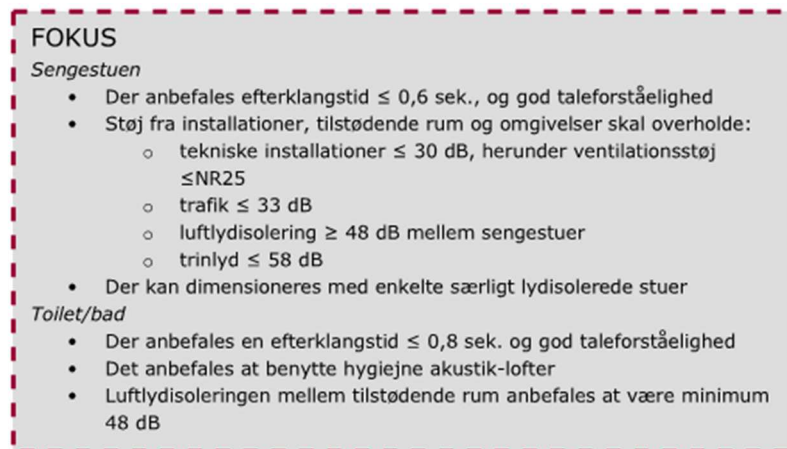 FOKUS
Sengestuen
• Der anbefales efterklangstid ≤ 0,6 sek., og god taleforståelighed
• Støj fra installationer, tilstødende rum og omgivelser skal overholde:
o tekniske installationer ≤ 30 dB, herunder ventilationsstøj
≤NR25
o trafik ≤ 33 dB
o luftlydisolering ≥ 48 dB mellem sengestuer
o trinlyd ≤ 58 dB
• Der kan dimensioneres med enkelte særligt lydisolerede stuer
Toilet/bad
• Der anbefales en efterklangstid ≤ 0,8 sek. og god taleforståelighed
• Det anbefales at benytte hygiejne akustik-lofter
• Luftlydisoleringen mellem tilstødende rum anbefales at være minimum
48 dB